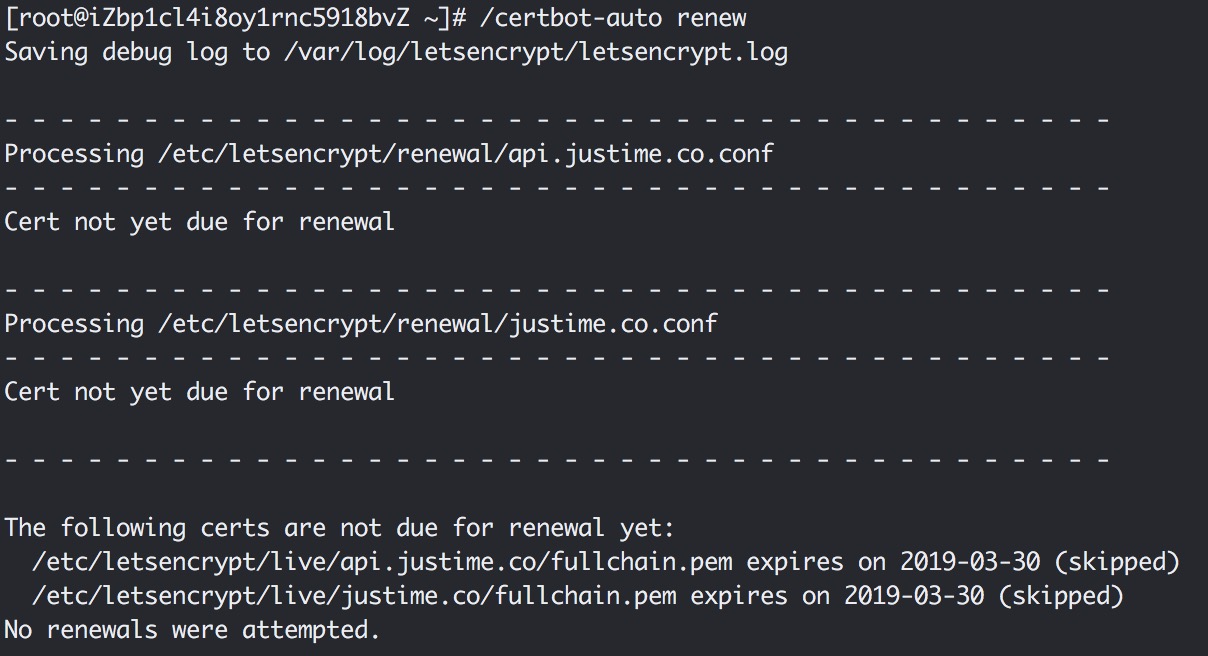 [root@iZbp1cl4i8oy1rnc5918bvZ ~]# /certbot-auto renew
Saving debug log to /var/log/letsencrypt/letsencrypt.log
- - - - - - - - - - - - - - - - - - - - - - - - - - - - - - - - - - - - - - - -
Processing /etc/letsencrypt/renewal/api.justime.co.conf
- - - - - - - - - - - - - - - - - - - - - - - - - - - - - - - - - - - - - - - -
Cert not yet due for renewal
- - - - - - - - - - - - - - - - - - - - - - - - - - - - - - - - - - - - - - - -
Processing /etc/letsencrypt/renewal/justime.co.conf
- - - - - - - - - - - - - - - - - - - - - - - - - - - - - - - - - - - - - - - -
Cert not yet due for renewal
- - - - - - - - - - - - - - - - - - - - - - - - - - - - - - - - - - - - - - - -
The following certs are not due for renewal yet:
  /etc/letsencrypt/live/api.justime.co/fullchain.pem expires on 2019-03-30 (skipped)
  /etc/letsencrypt/live/justime.co/fullchain.pem expires on 2019-03-30 (skipped)
No renewals were attempted.